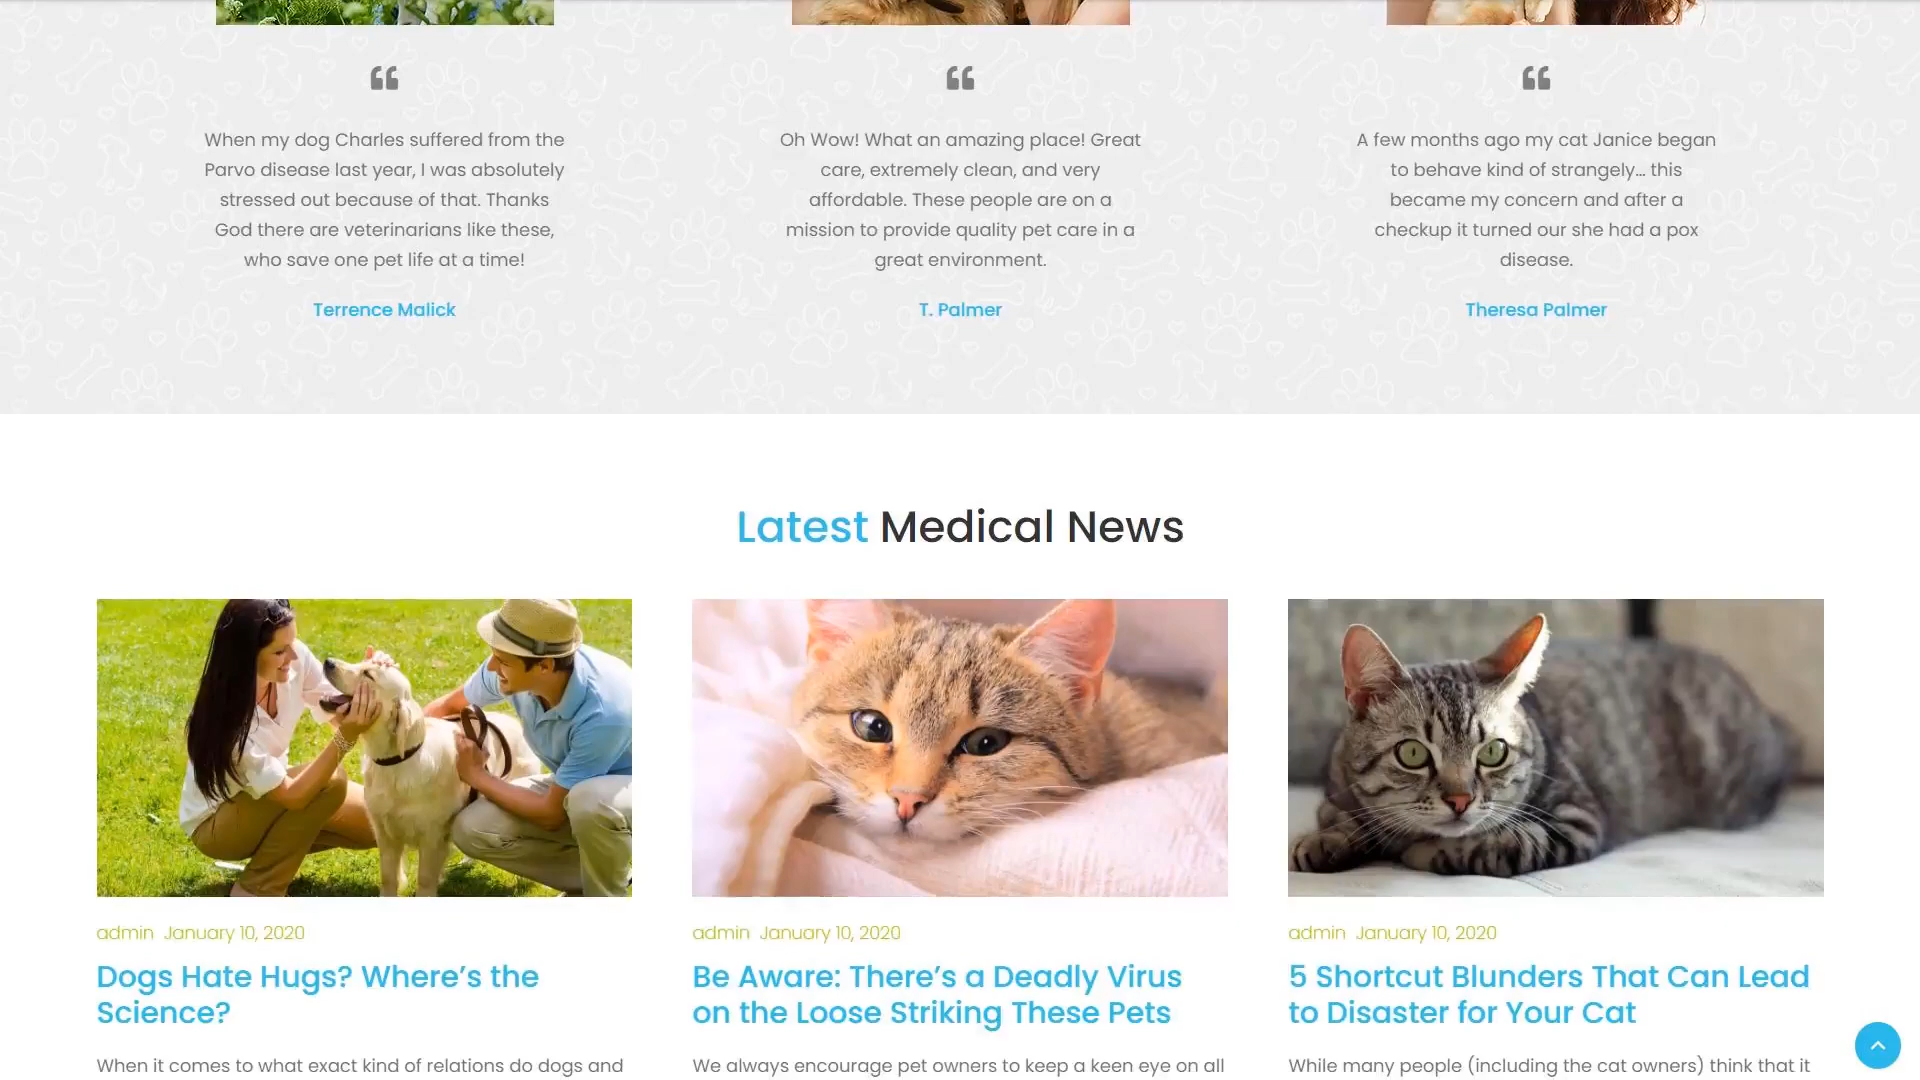 When my dog Charles suffered from the
Parvo disease last year, I was absolutely
stressed out because of that. Thanks
God there are veterinarians like these,
who save one pet life at a time!
Terrence Malick
Oh Wow! What an amazing place! Great
care, extremely clean, and very
affordable. These people are on a
mission to provide quality pet care in a
great environment.
T. Palmer
A few months ago my cat Janice began
to behave kind of strangely… this
became my concern and after a
checkup it turned our she had a pox
disease.
Theresa Palmer
Latest Medical News
admin January 10, 2020
Dogs Hate Hugs? Where’s the
Science?
When it comes to what exact kind of relations do dogs and
admin January 10, 2020
Be Aware: There’s a Deadly Virus
on the Loose Striking These Pets
We always encourage pet owners to keep a keen eye on all
admin January 10, 2020
5 Shortcut Blunders That Can Lead
to Disaster for Your Cat
While many people (including the cat owners) think that it